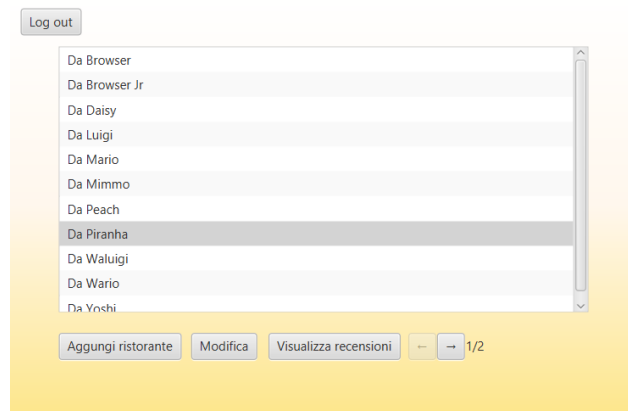 Log out
Da Browser
Da Browser Jr
Da Daisy
Da Luigi
Da Mario
Da Mimmo
Da Peach
Da Piranha
Da Waluigi
Da Wario
Da Yoshi
Aggungi ristorante Modifica Visualizza recensioni ← → 1/2